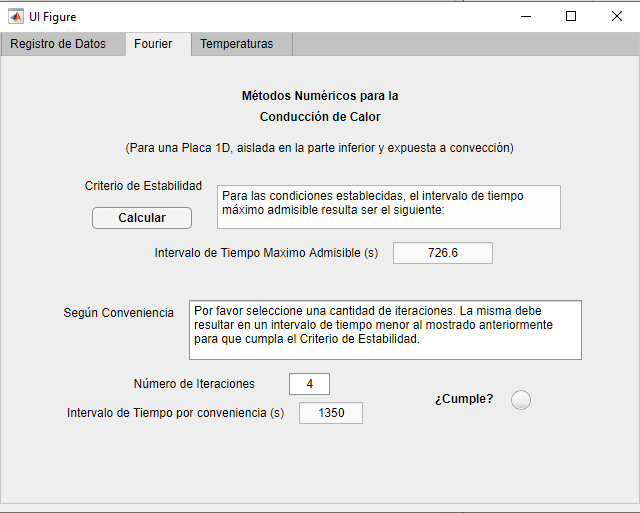 UI Figure
Registro de Datos
Fourier
Temperaturas
Métodos Numéricos para la
Conducción de Calor
(Para una Placa 1D, aislada en la parte inferior y expuesta a convección)
Criterio de Estabilidad
Calcular
Para las condiciones establecidas, el intervalo de tiempo
máximo admisible resulta ser el siguiente:
Intervalo de Tiempo Maximo Admisible (s)
726.6
Según Conveniencia
Por favor seleccione una cantidad de iteraciones. La misma debe
resultar en un intervalo de tiempo menor al mostrado anteriormente
para que cumpla el Criterio de Estabilidad.
Número de Iteraciones
4
¿Cumple?
Intervalo de Tiempo por conveniencia (s)
1350